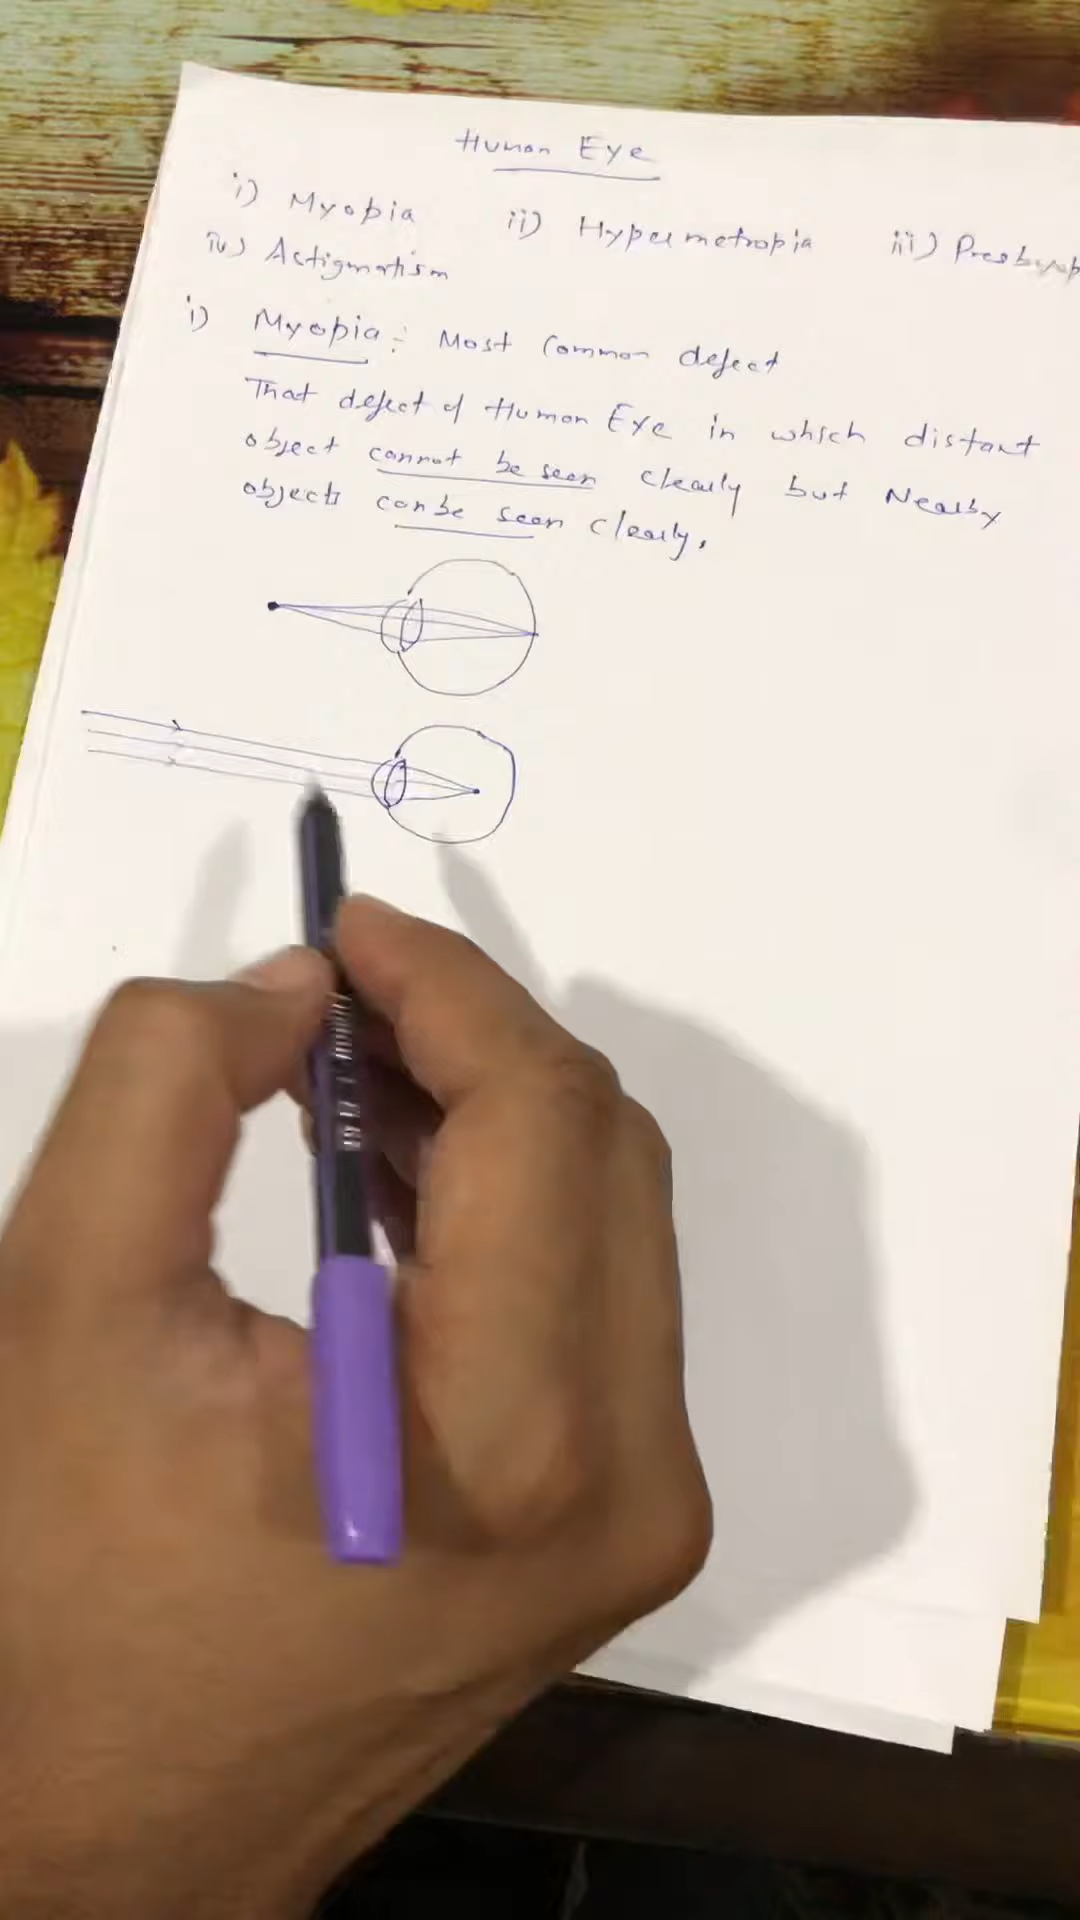 Human Eye
i) Myopia ii) Hypermetropia iii) Presbyop
iv) Astigmatism
i) Myopia :- Most Common defect
That defect of Human Eye in which distant
object cannot be seen clearly but Nearby
objects can be seen clearly.